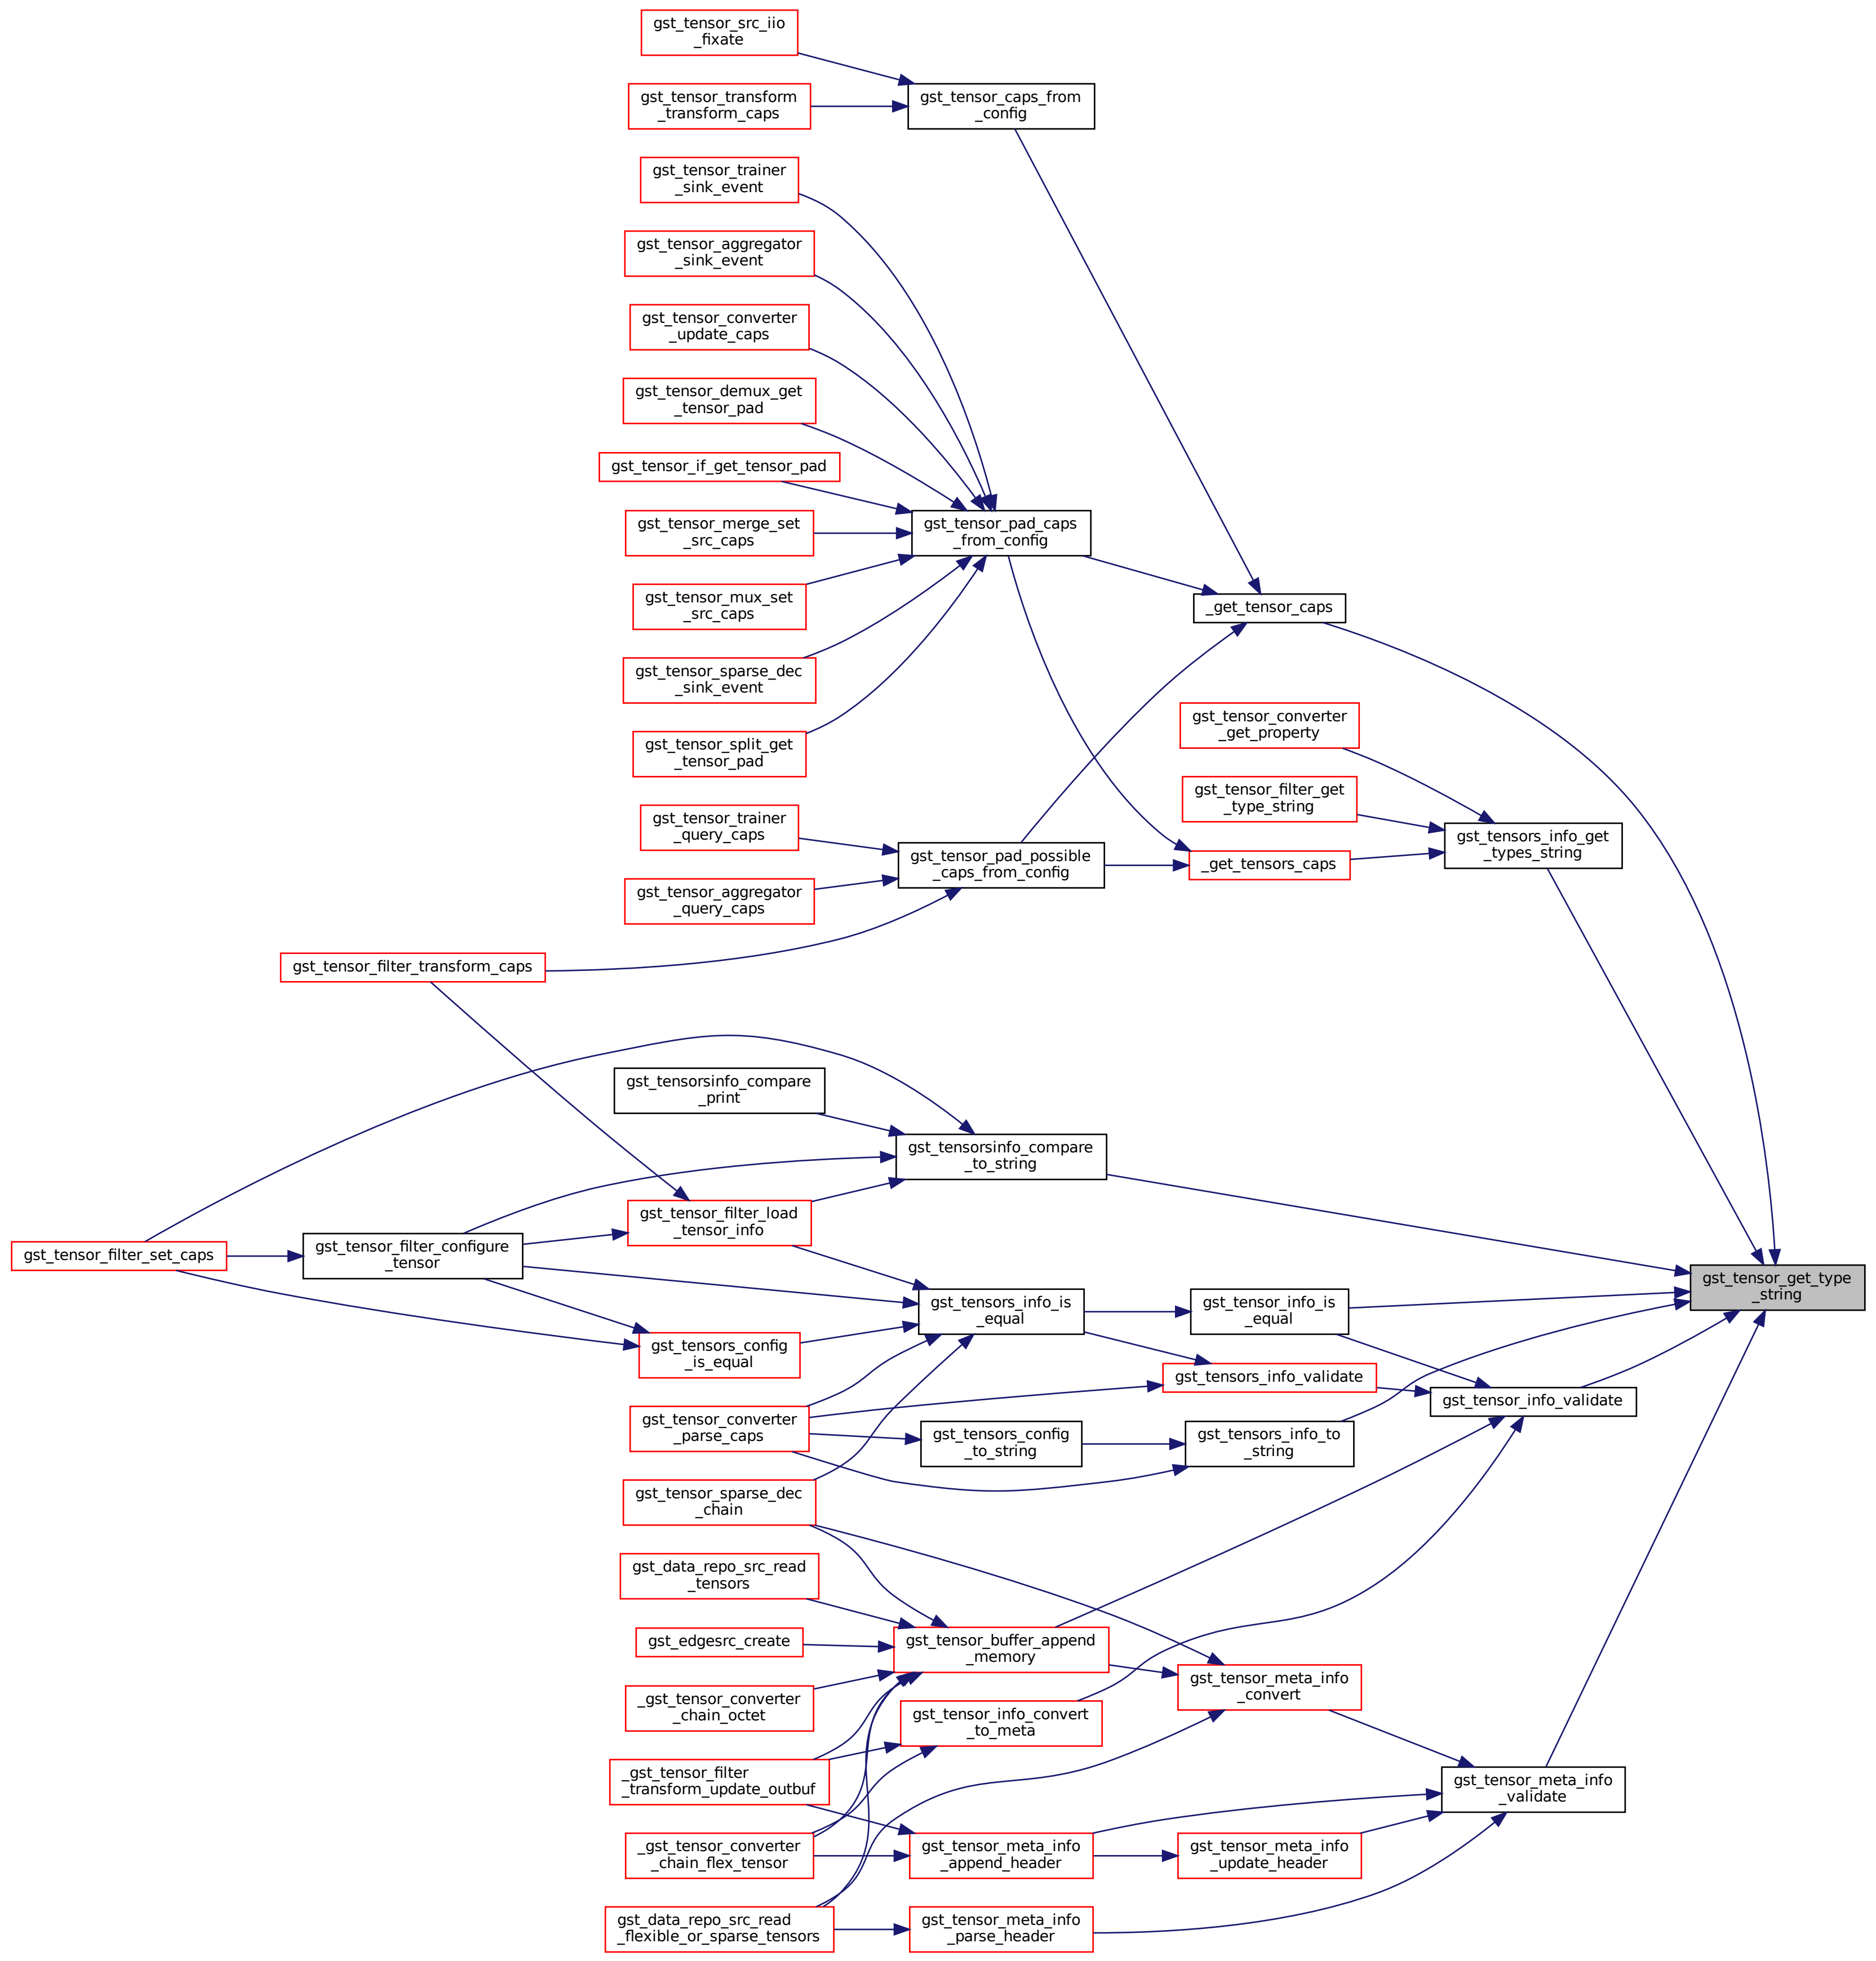 gst_tensor_src_iio
_fixate
gst_tensor_transform
_transform_caps
gst_tensor_caps_from
_config
gst_tensor_trainer
_sink_event
gst_tensor_aggregator
_sink_event
gst_tensor_converter
_update_caps
gst_tensor_demux_get
_tensor_pad
gst_tensor_if_get_tensor_pad
gst_tensor_merge_set
_src_caps
gst_tensor_pad_caps
_from_config
gst_tensor_mux_set
_src_caps
_get_tensor_caps
gst_tensor_sparse_dec
_sink_event
gst_tensor_split_get
_tensor_pad
gst_tensor_converter
_get_property
gst_tensor_filter_get
_type_string
gst_tensor_trainer
_query_caps
gst_tensors_info_get
_types_string
gst_tensor_pad_possible
_caps_from_config
_get_tensors_caps
gst_tensor_aggregator
_query_caps
gst_tensor_filter_transform_caps
gst_tensorsinfo_compare
_print
gst_tensorsinfo_compare
_to_string
gst_tensor_filter_load
_tensor_info
gst_tensor_filter_set_caps
gst_tensor_filter_configure
_tensor
gst_tensor_get_type
_string
gst_tensors_info_is
_equal
gst_tensor_info_is
_equal
gst_tensors_config
_is_equal
gst_tensors_info_validate
gst_tensor_info_validate
gst_tensor_converter
_parse_caps
gst_tensors_config
_to_string
gst_tensors_info_to
_string
gst_tensor_sparse_dec
_chain
gst_data_repo_src_read
_tensors
gst_edgesrc_create
gst_tensor_buffer_append
_memory
gst_tensor_meta_info
_convert
_gst_tensor_converter
_chain_octet
gst_tensor_info_convert
_to_meta
_gst_tensor_filter
_transform_update_outbuf
gst_tensor_meta_info
_validate
_gst_tensor_converter
_chain_flex_tensor
gst_tensor_meta_info
_append_header
gst_tensor_meta_info
_update_header
gst_data_repo_src_read
_flexible_or_sparse_tensors
gst_tensor_meta_info
_parse_header